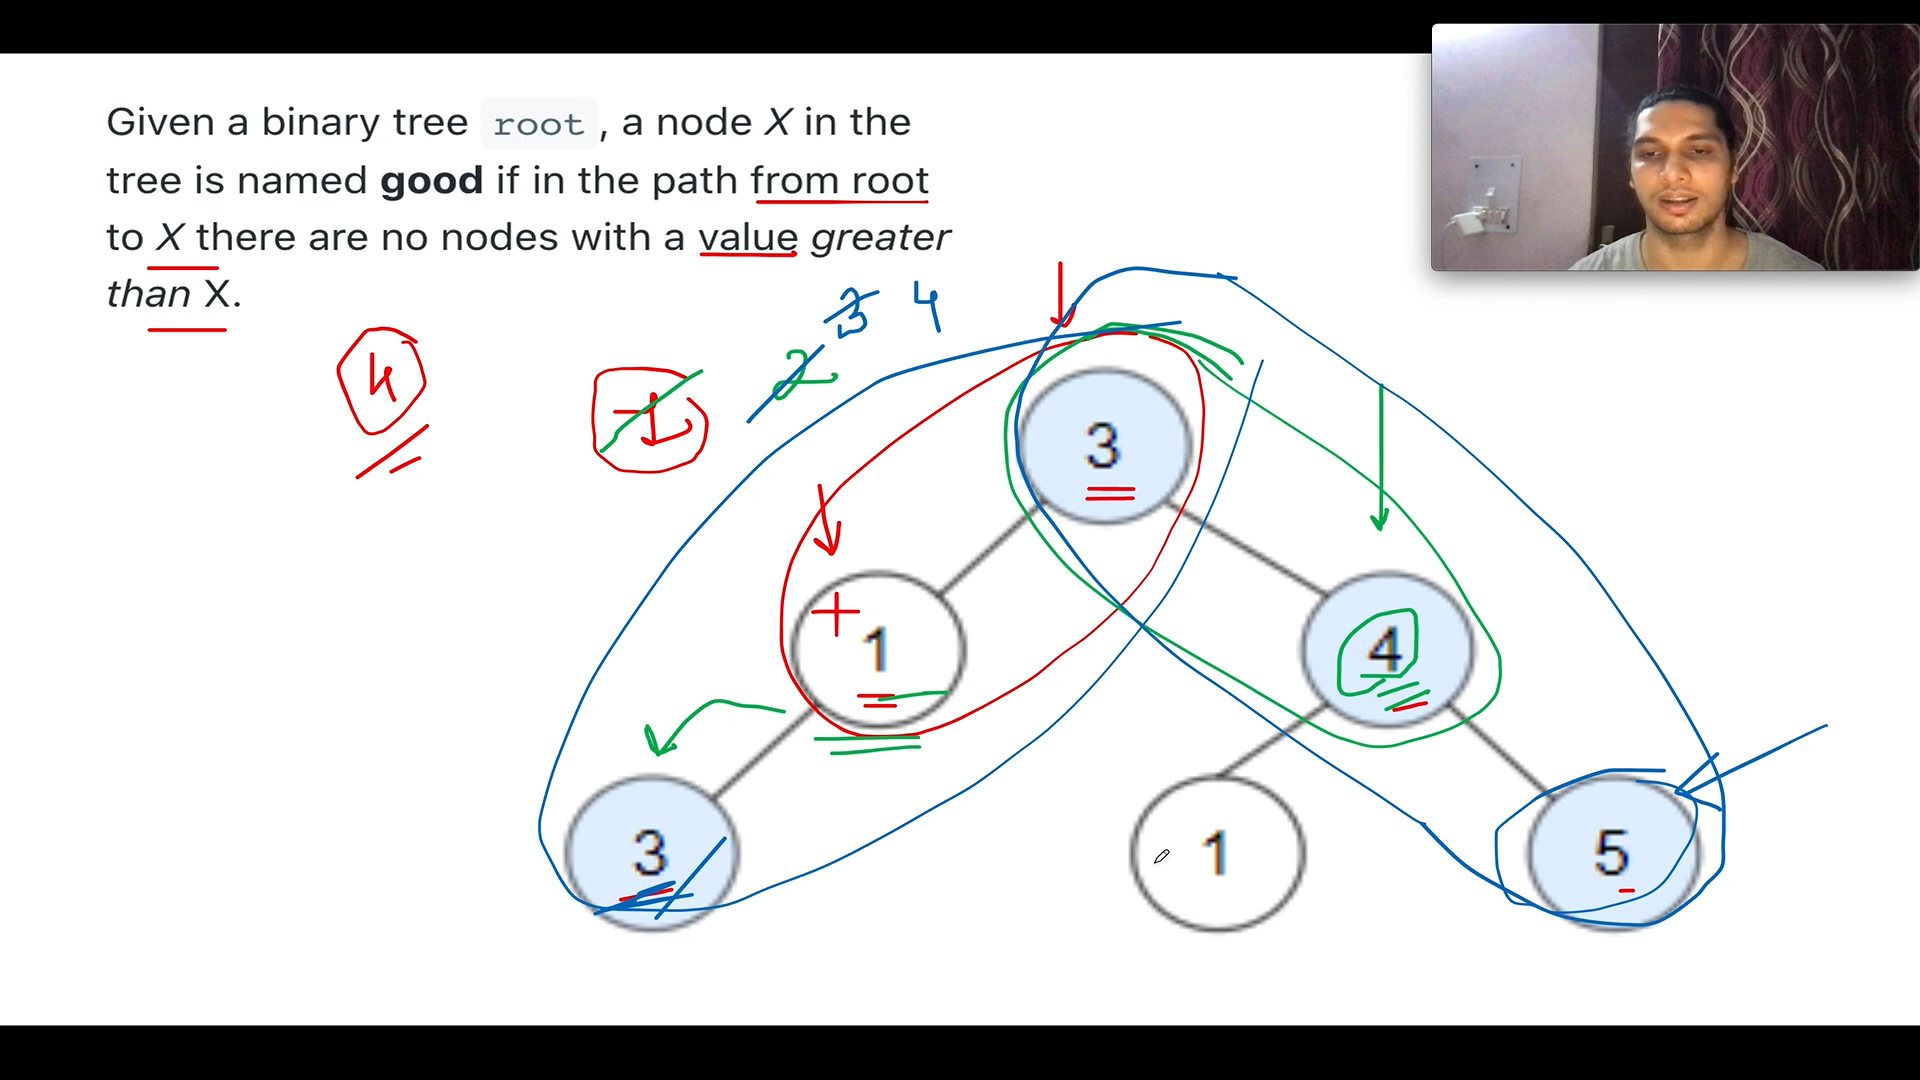 Given a binary tree root, a node X in the
tree is named good if in the path from root
to X there are no nodes with a value greater
than X.
3 4
2
4
1
3
1
4
3
1
5